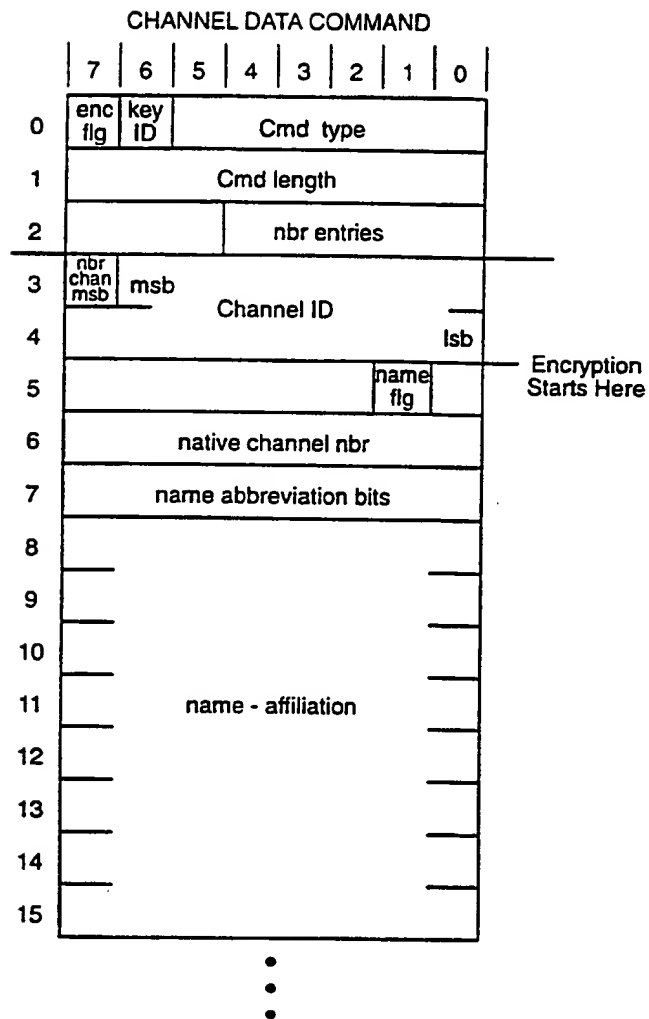 CHANNEL DATA COMMAND
7 6 5 4 3 2 1 0
0 enc flg key ID Cmd type
1 Cmd length
2 nbr entries
3 nbr chan msb msb
Channel ID
4 lsb
Encryption
Starts Here
5 name flg
6 native channel nbr
7 name abbreviation bits
8
9
10
11 name - affiliation
12
13
14
15